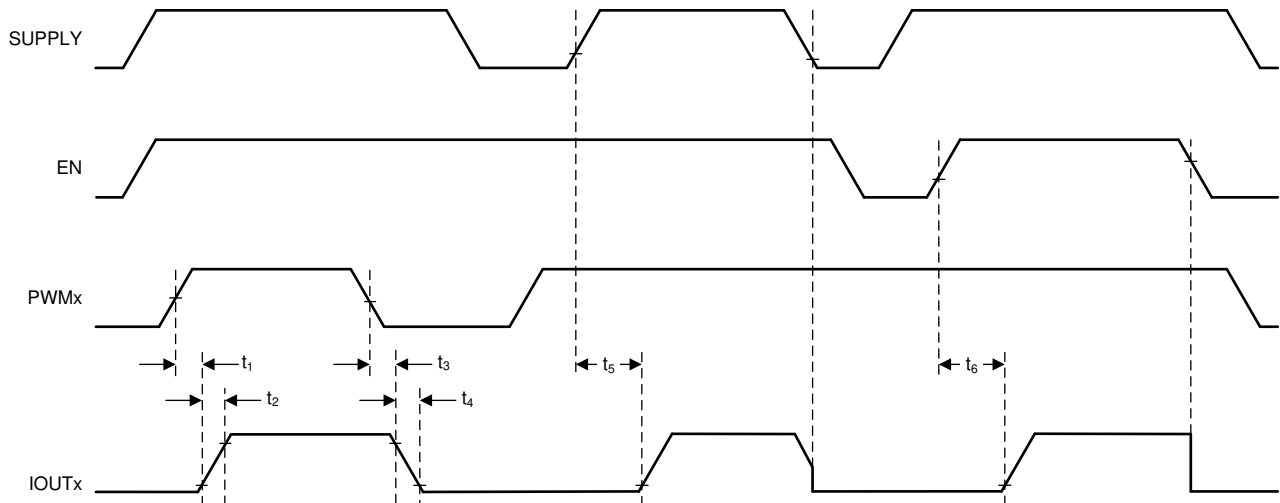 SUPPLY
EN
PWMx
t₁
t₃
t₅
t₆
t₂
t₄
IOUTx